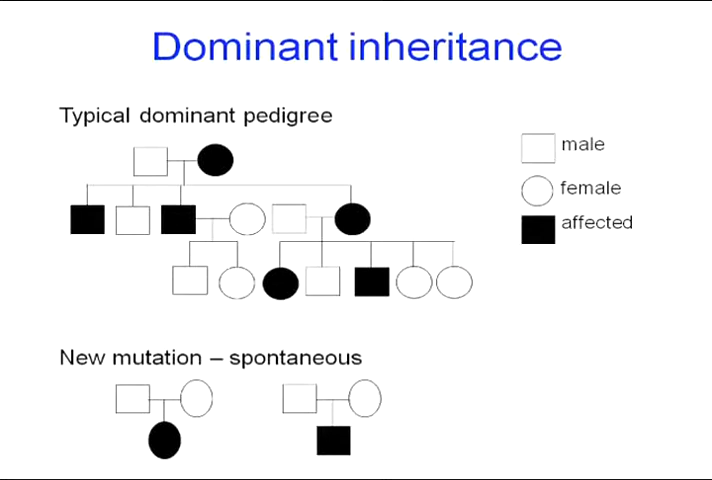 Dominant inheritance
Typical dominant pedigree
male
female
affected
New mutation – spontaneous